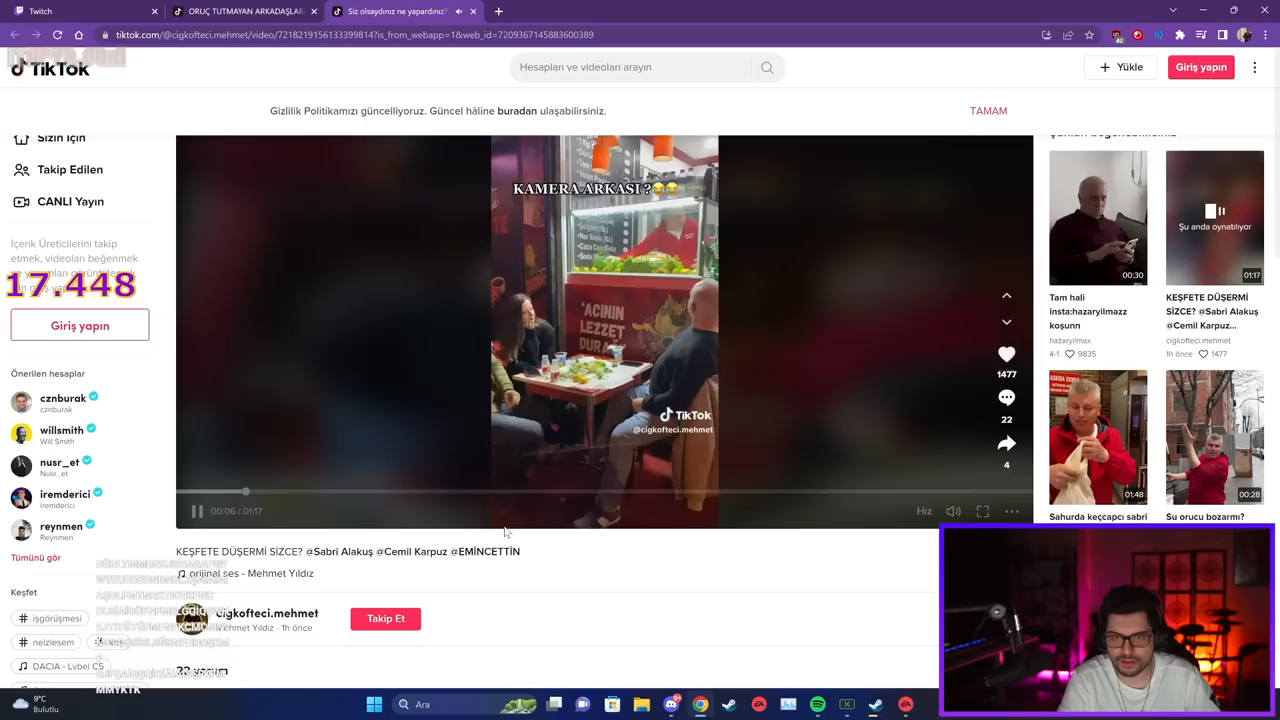 Twitch
ORUÇ TUTMAYAN ARKADAŞLAR
Siz olsaydınız ne yapardınız?
tiktok.com/@cigkofteci.mehmet/video/7218219156133399814?is_from_webapp=1&web_id=7209367145883600389
42
TikTok
Hesapları ve videoları arayın
Yükle
Giriş yapın
Gizlilik Politikamızı güncelliyoruz. Güncel hâline buradan ulaşabilirsiniz.
TAMAM
Sizin İçin
Takip Edilen
CANLI Yayın
İçerik Üreticilerini takip
etmek, videoları beğenmek
17.448
Giriş yapın
Önerilen hesaplar
cznburak
cznburak
willsmith
Will Smith
nusr_et
Nusr_et
iremderici
iremderici
reynmen
Reynmen
Tümünü gör
Keşfet
# işgörüşmesi
# neizlesem
DACIA - Lvbel C5
MMYKTK
KAMERA ARKASI ?
'ACININ
LEZZET
DURA
TikTok
@cigkofteci.mehmet
00:06 / 01:17
Hız
1477
22
4
KEŞFETE DÜŞERMİ SİZCE? @Sabri Alakuş @Cemil Karpuz @EMİNCETTİN
orijinal ses - Mehmet Yıldız
cigkofteci.mehmet
Mehmet Yıldız · 1h önce
Takip Et
22 yorum
00:30
Tam hali
insta:hazaryilmazz
koşunn
hazaryilmax
4-1 9835
Şu anda oynatılıyor
01:17
KEŞFETE DÜŞERMİ
SİZCE? @Sabri Alakuş
@Cemil Karpuz...
cigkofteci.mehmet
1h önce 1477
01:48
Sahurda keçcapcı sabri
00:28
Su orucu bozarmı?
9°C
Bulutlu
Ara